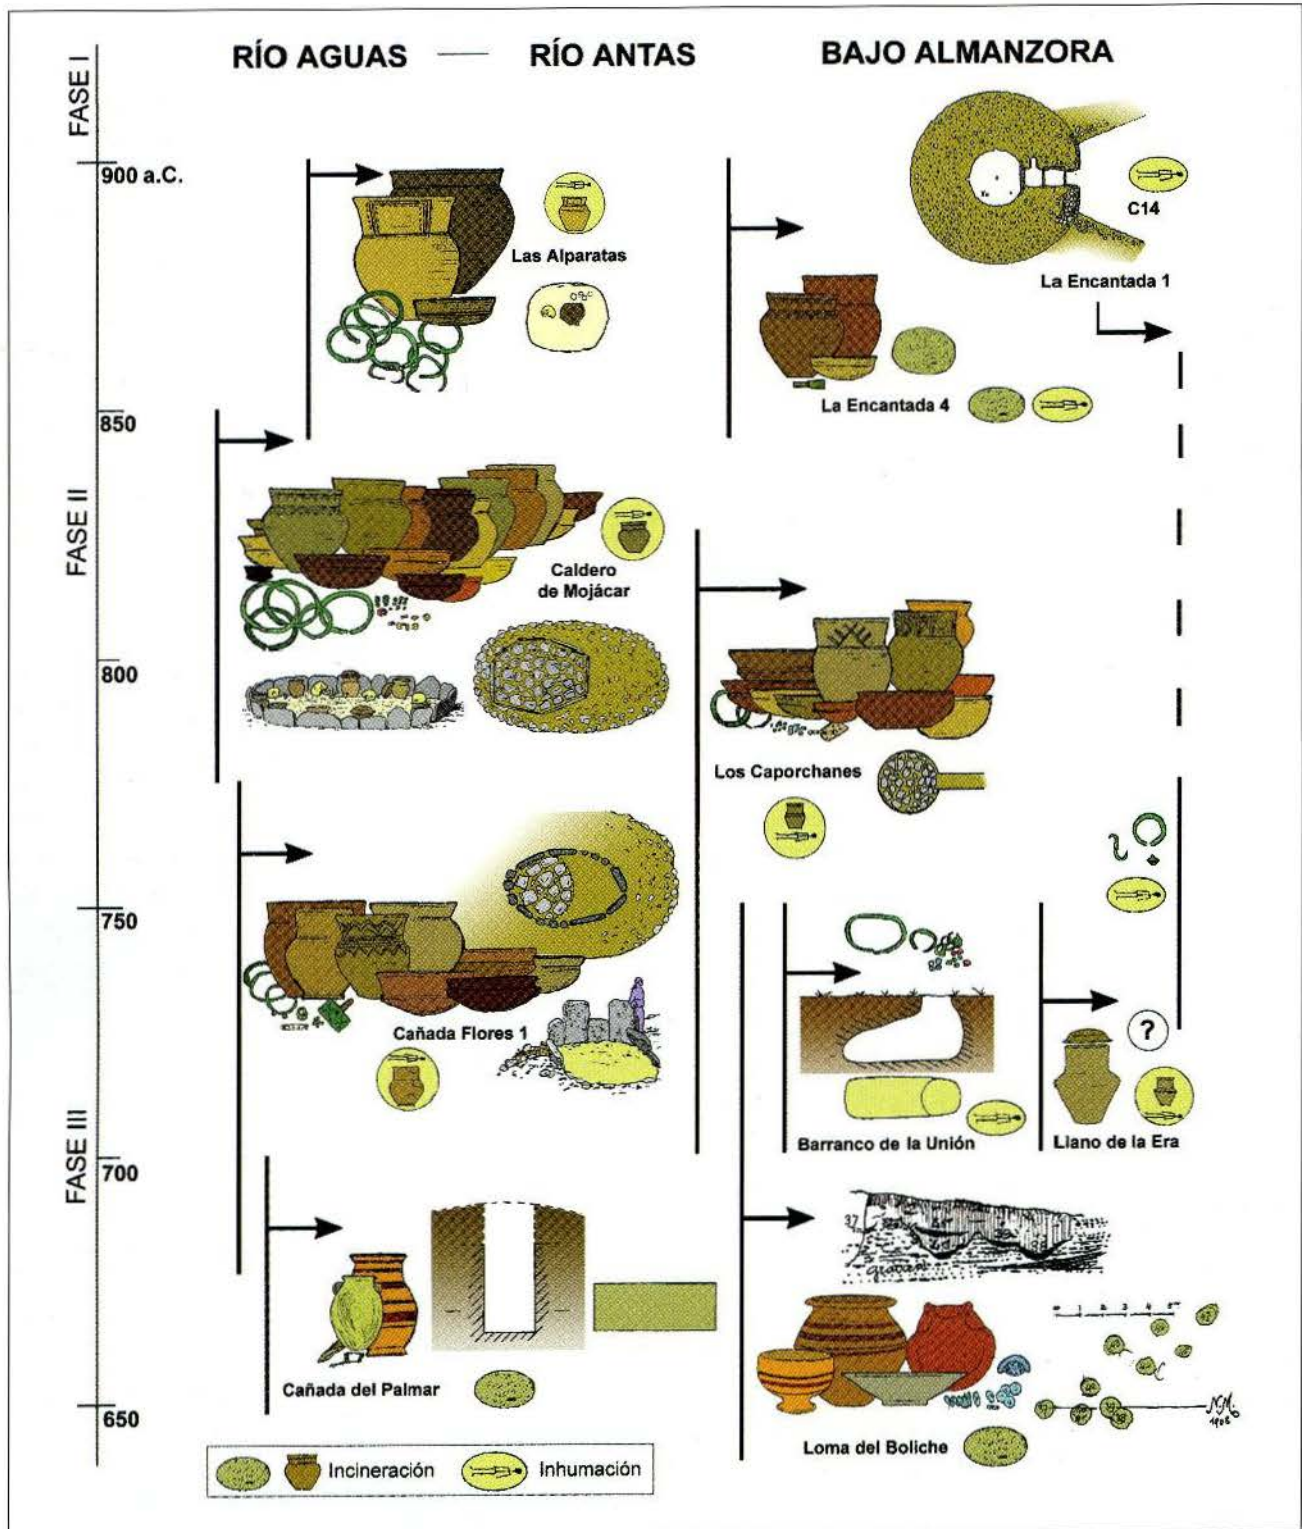 RÍO AGUAS — RÍO ANTAS
BAJO ALMANZORA
FASE I
900 a.C.
Las Alparatas
C14
La Encantada 1
La Encantada 4
850
FASE II
Caldero
de Mojácar
800
Los Caporchanes
750
Cañada Flores 1
?
Barranco de la Unión
Llano de la Era
FASE III
700
37
Cañada del Palmar
Loma del Boliche
N.M.
650
Incineración
Inhumación